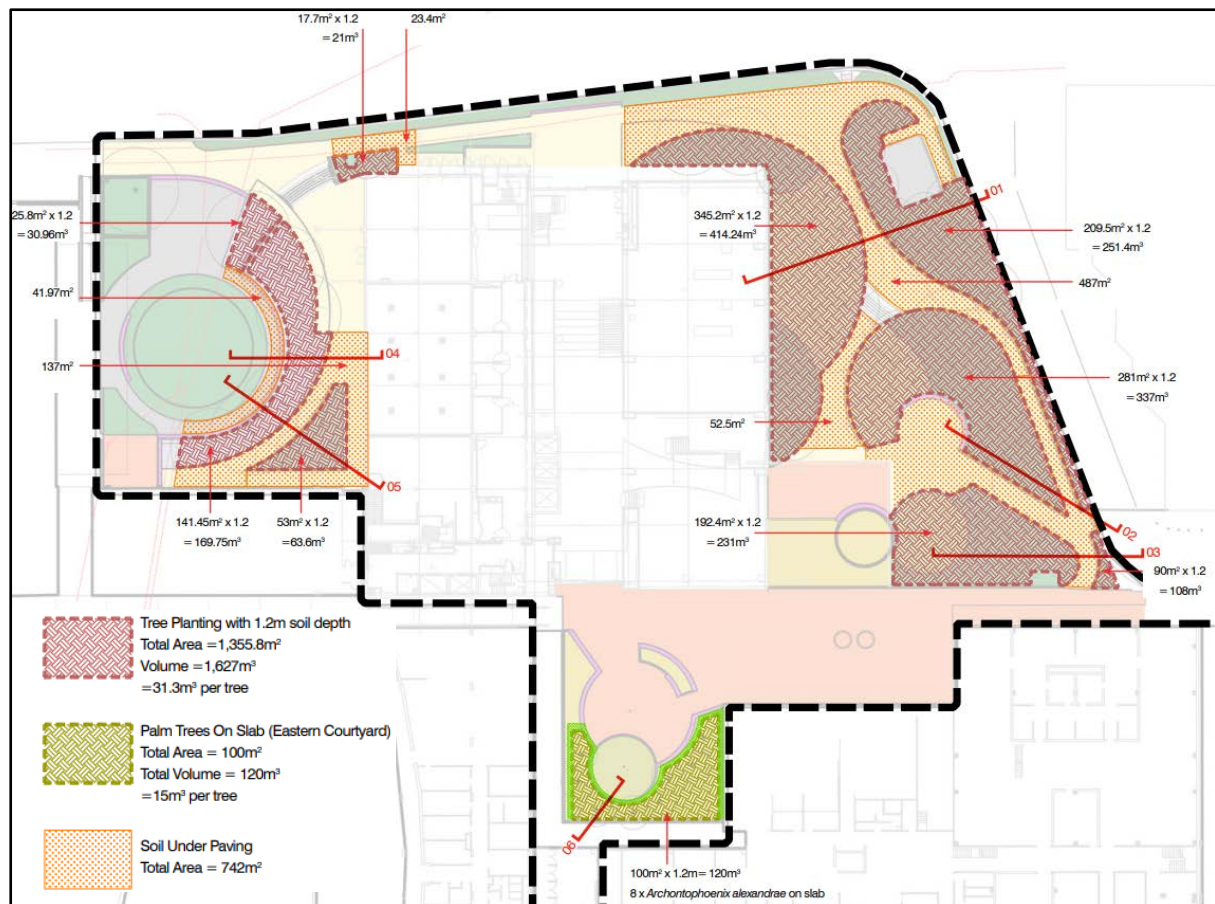 17.7m² x 1.2
= 21m³
23.4m²
25.8m² x 1.2
= 30.96m³
41.97m²
137m²
345.2m² x 1.2
= 414.24m³
01
209.5m² x 1.2
= 251.4m³
487m²
04
281m² x 1.2
= 337m³
52.5m²
05
02
141.45m² x 1.2
= 169.75m³
53m² x 1.2
=63.6m³
192.4m² x 1.2
= 231m³
03
90m² x 1.2
= 108m³
Tree Planting with 1.2m soil depth
Total Area =1,355.8m²
Volume =1,627m³
=31.3m³ per tree
Palm Trees On Slab (Eastern Courtyard)
Total Area = 100m²
Total Volume = 120m³
=15m³ per tree
Soil Under Paving
Total Area = 742m²
06
100m² x 1.2m= 120m³
8 x Archontophoenix alexandrae on slab